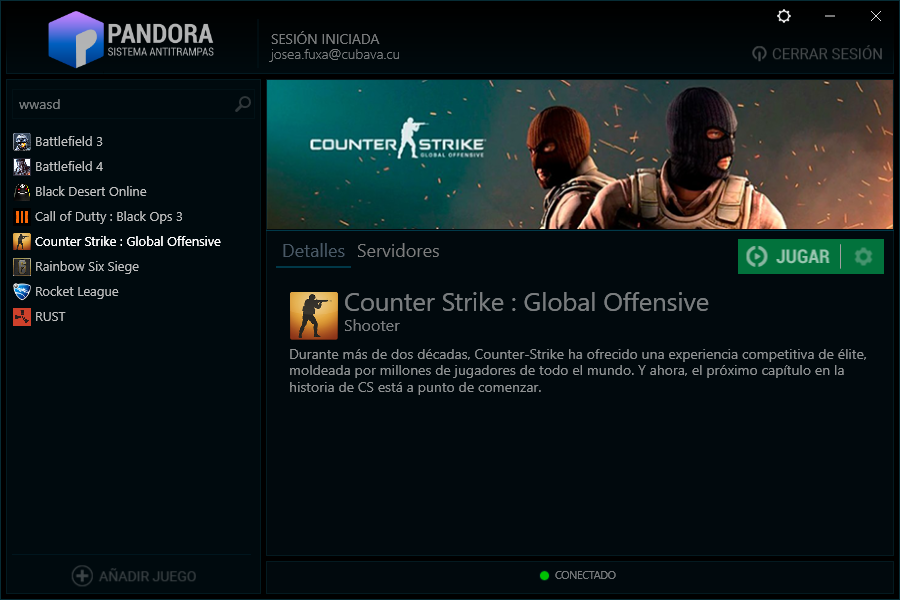 PANDORA
SISTEMA ANTITRAMPAS
SESIÓN INICIADA
josea.fuxa@cubava.cu
CERRAR SESIÓN
wwasd
Battlefield 3
Battlefield 4
Black Desert Online
Call of Dutty : Black Ops 3
Counter Strike : Global Offensive
Rainbow Six Siege
Rocket League
RUST
AÑADIR JUEGO
COUNTER STRIKE
GLOBAL OFFENSIVE
Detalles Servidores
JUGAR
Counter Strike : Global Offensive
Shooter
Durante más de dos décadas, Counter-Strike ha ofrecido una experiencia competitiva de élite,
moldeada por millones de jugadores de todo el mundo. Y ahora, el próximo capítulo en la
historia de CS está a punto de comenzar.
CONECTADO